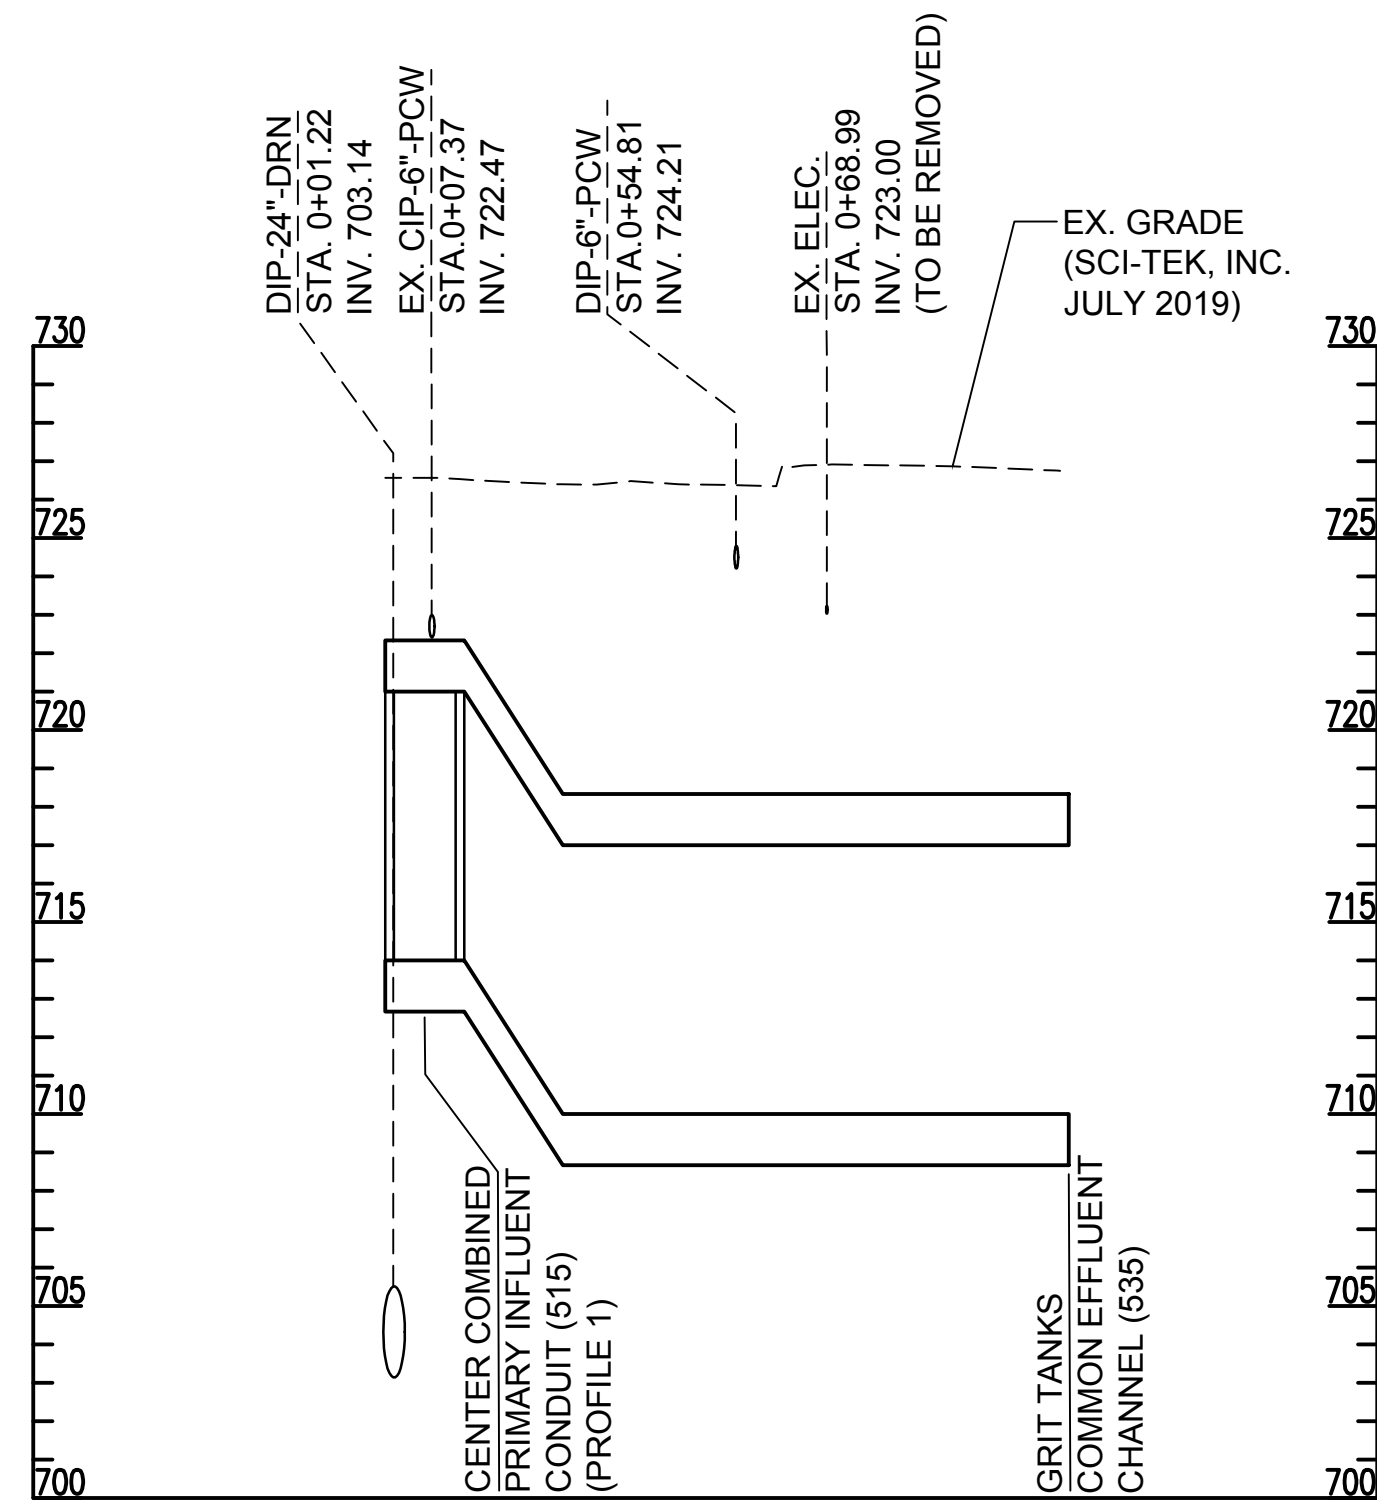 DIP-24"-DRN
STA. 0+01.22
INV. 703.14
EX. CIP-6"-PCW
STA.0+07.37
INV. 722.47
DIP-6"-PCW
STA.0+54.81
INV. 724.21
EX. ELEC.
STA. 0+68.99
INV. 723.00
(TO BE REMOVED)
EX. GRADE
(SCI-TEK, INC.
JULY 2019)
730
725
720
715
710
705
700
730
725
720
715
710
705
700
CENTER COMBINED
PRIMARY INFLUENT
CONDUIT (515)
(PROFILE 1)
GRIT TANKS
COMMON EFFLUENT
CHANNEL (535)